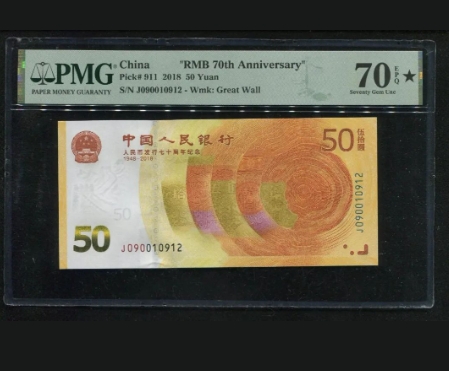 PMG
PAPER MONEY GUARANTY
China "RMB 70th Anniversary"
Pick# 911 2018 50 Yuan
S/N J090010912 - Wmk: Great Wall
70 EPQ ★
Seventy Gem Unc
中国人民银行
人民币发行七十周年纪念
1948-2018
50 伍拾圆
J090010912
50
50
J090010912